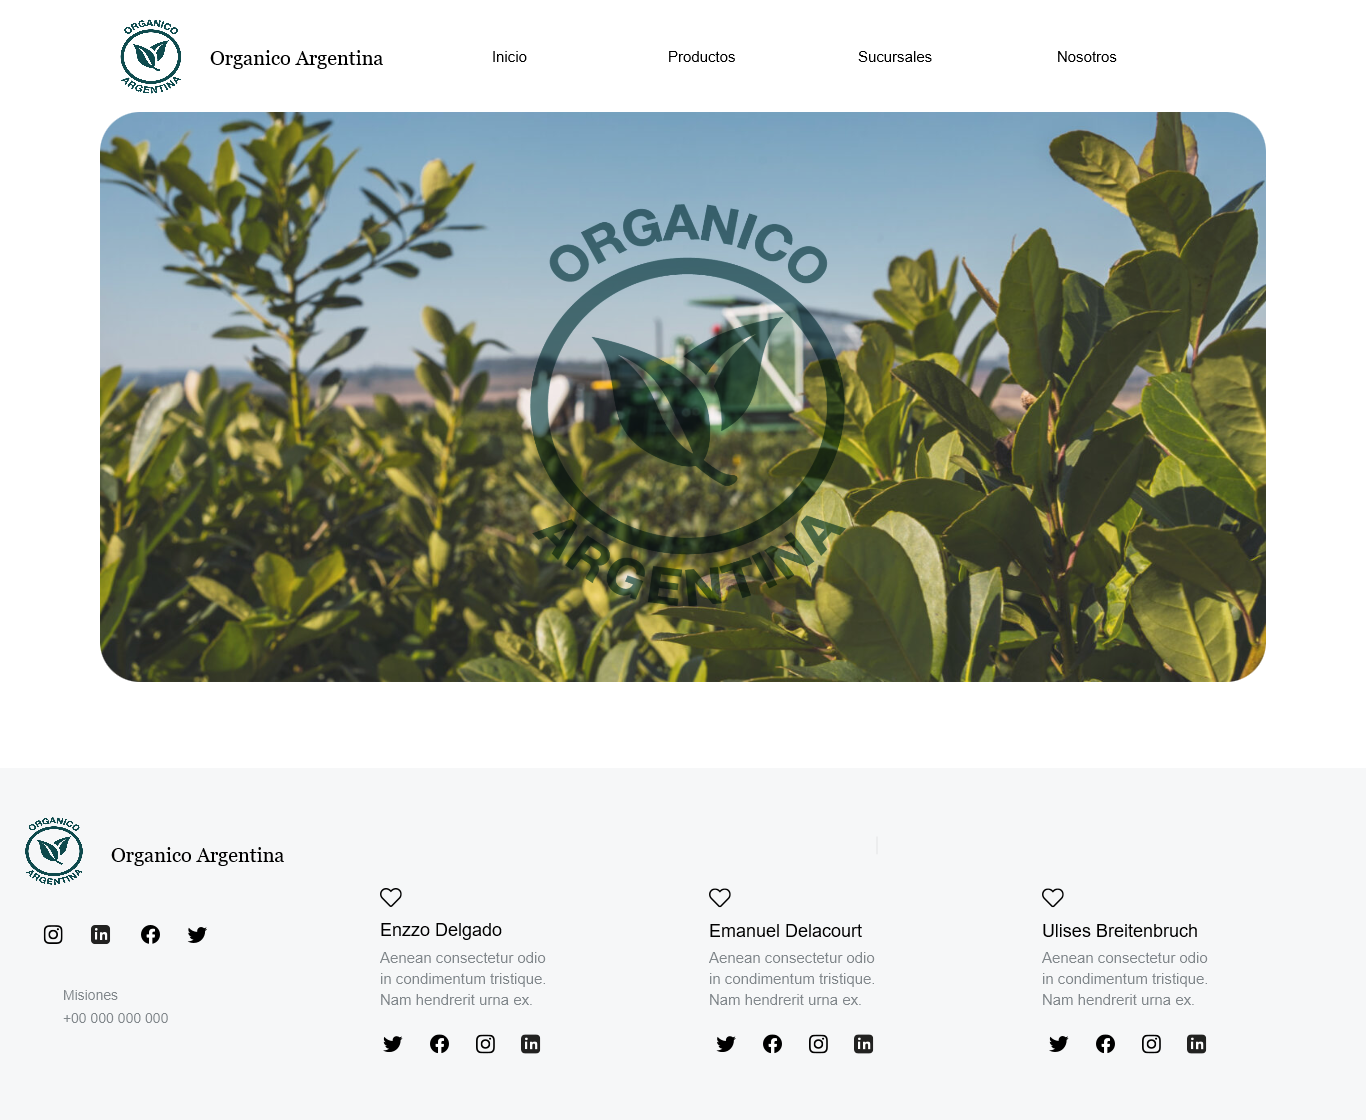 ORGANICO
ARGENTINA
Organico Argentina
Inicio
Productos
Sucursales
Nosotros
ORGANICO
ARGENTINA
ORGANICO
ARGENTINA
Organico Argentina
Misiones
+00 000 000 000
Enzzo Delgado
Aenean consectetur odio
in condimentum tristique.
Nam hendrerit urna ex.
Emanuel Delacourt
Aenean consectetur odio
in condimentum tristique.
Nam hendrerit urna ex.
Ulises Breitenbruch
Aenean consectetur odio
in condimentum tristique.
Nam hendrerit urna ex.